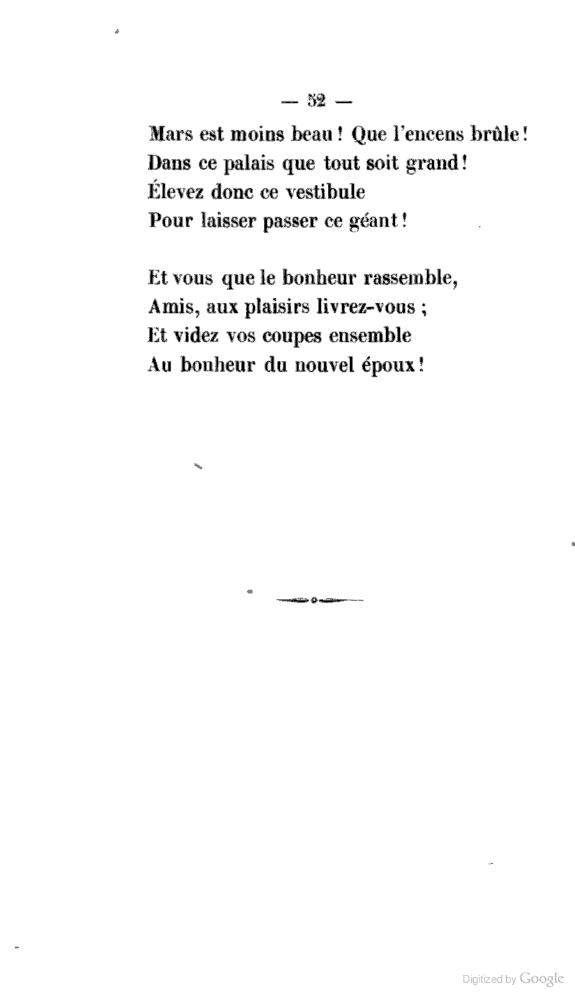 — 52 —
Mars est moins beau ! Que l'encens brûle !
Dans ce palais que tout soit grand !
Élevez donc ce vestibule
Pour laisser passer ce géant !
Et vous que le bonheur rassemble,
Amis, aux plaisirs livrez-vous ;
Et videz vos coupes ensemble
Au bonheur du nouvel époux !
Digitized by Google